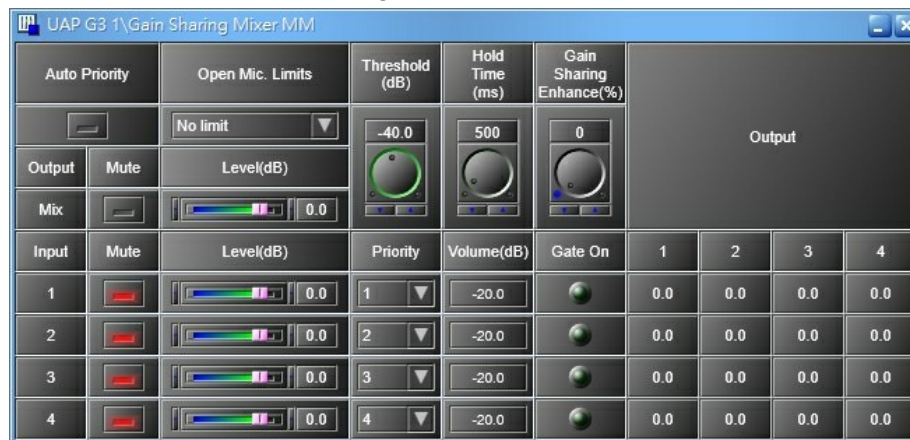 UAP G3 1\Gain Sharing Mixer MM
Auto Priority
Open Mic. Limits
Threshold (dB)
Hold Time (ms)
Gain Sharing Enhance(%)
Output
No limit
-40.0
500
0
Output Mute Level(dB)
Mix 0.0
Input Mute Level(dB) Priority Volume(dB) Gate On 1 2 3 4
1 0.0 1 -20.0 0.0 0.0 0.0 0.0
2 0.0 2 -20.0 0.0 0.0 0.0 0.0
3 0.0 3 -20.0 0.0 0.0 0.0 0.0
4 0.0 4 -20.0 0.0 0.0 0.0 0.0